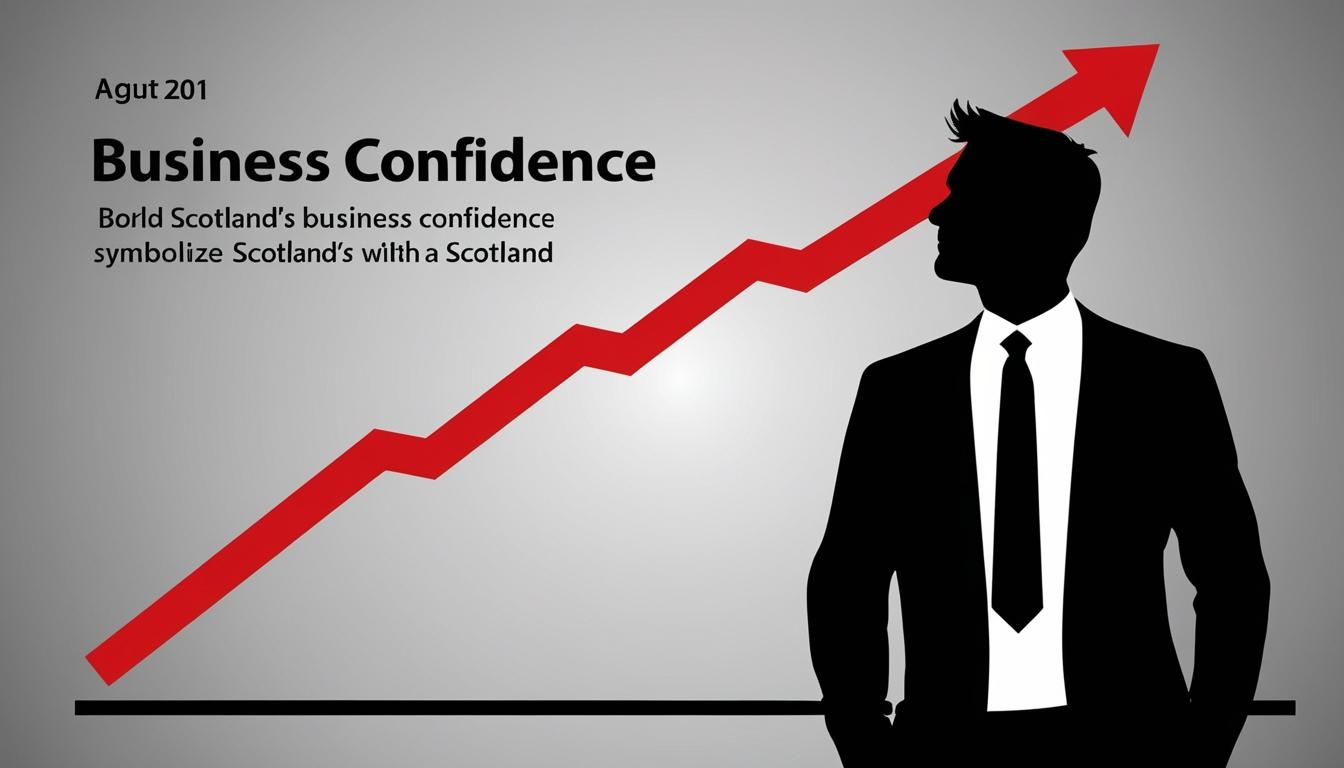 Agut 201
Business Confidence
Borld Scotland's business confidence
symbolize Scotland's wilth a Scotland